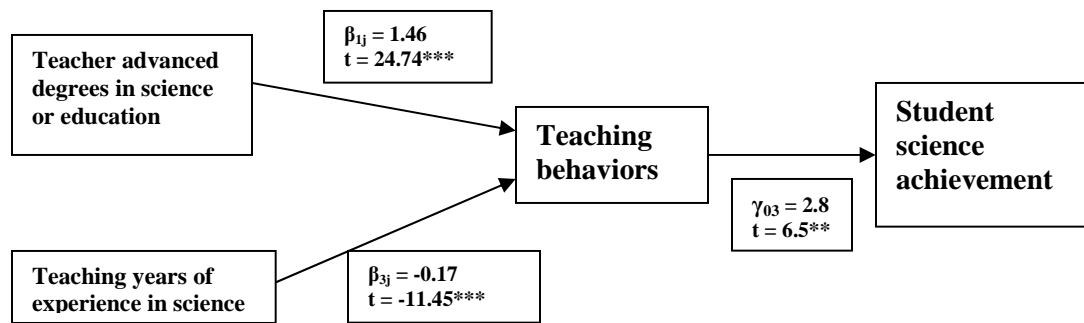 β1j = 1.46
t = 24.74***
Teacher advanced
degrees in science
or education
Teaching
behaviors
Student
science
achievement
γ03 = 2.8
t = 6.5**
Teaching years of
experience in science
β3j = -0.17
t = -11.45***